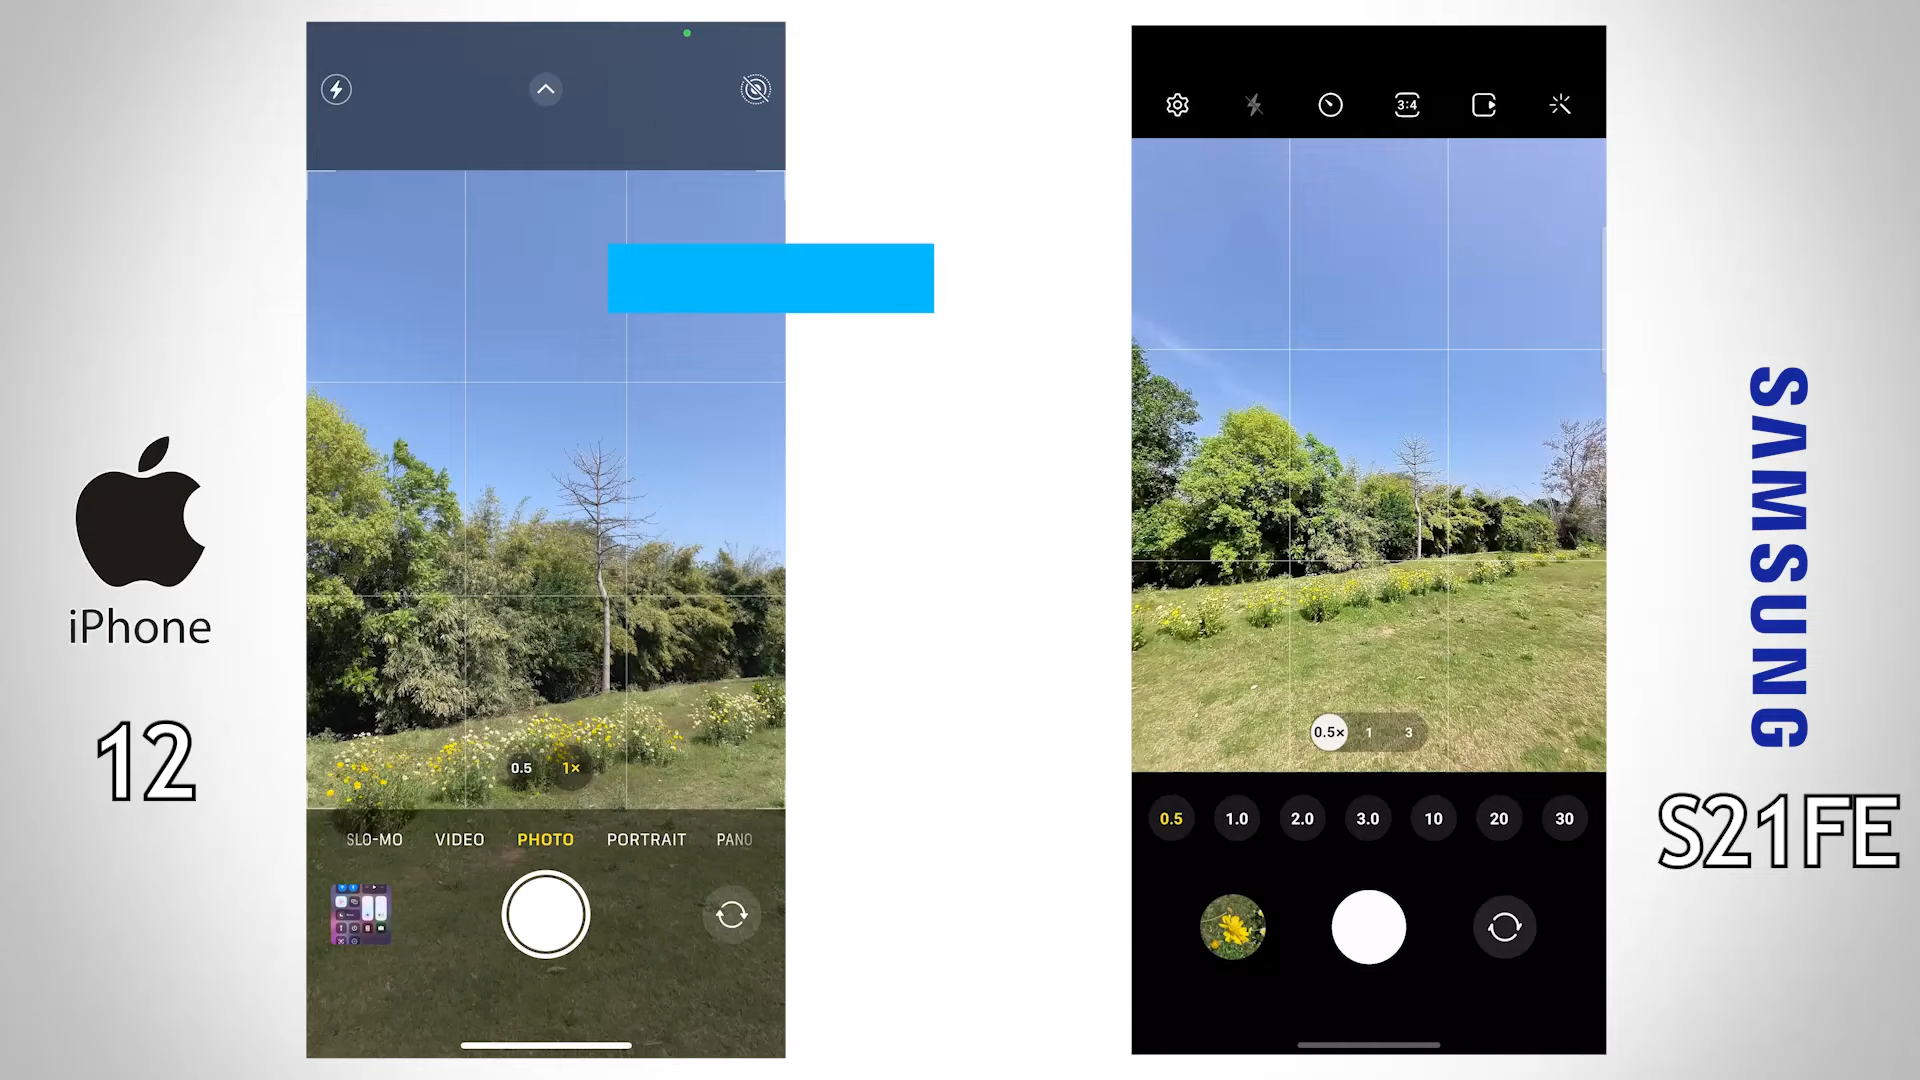 iPhone
12
0.5 1×
SLO-MO VIDEO PHOTO PORTRAIT PANO
3:4
0.5× 1 3
0.5 1.0 2.0 3.0 10 20 30
SAMSUNG
S21FE